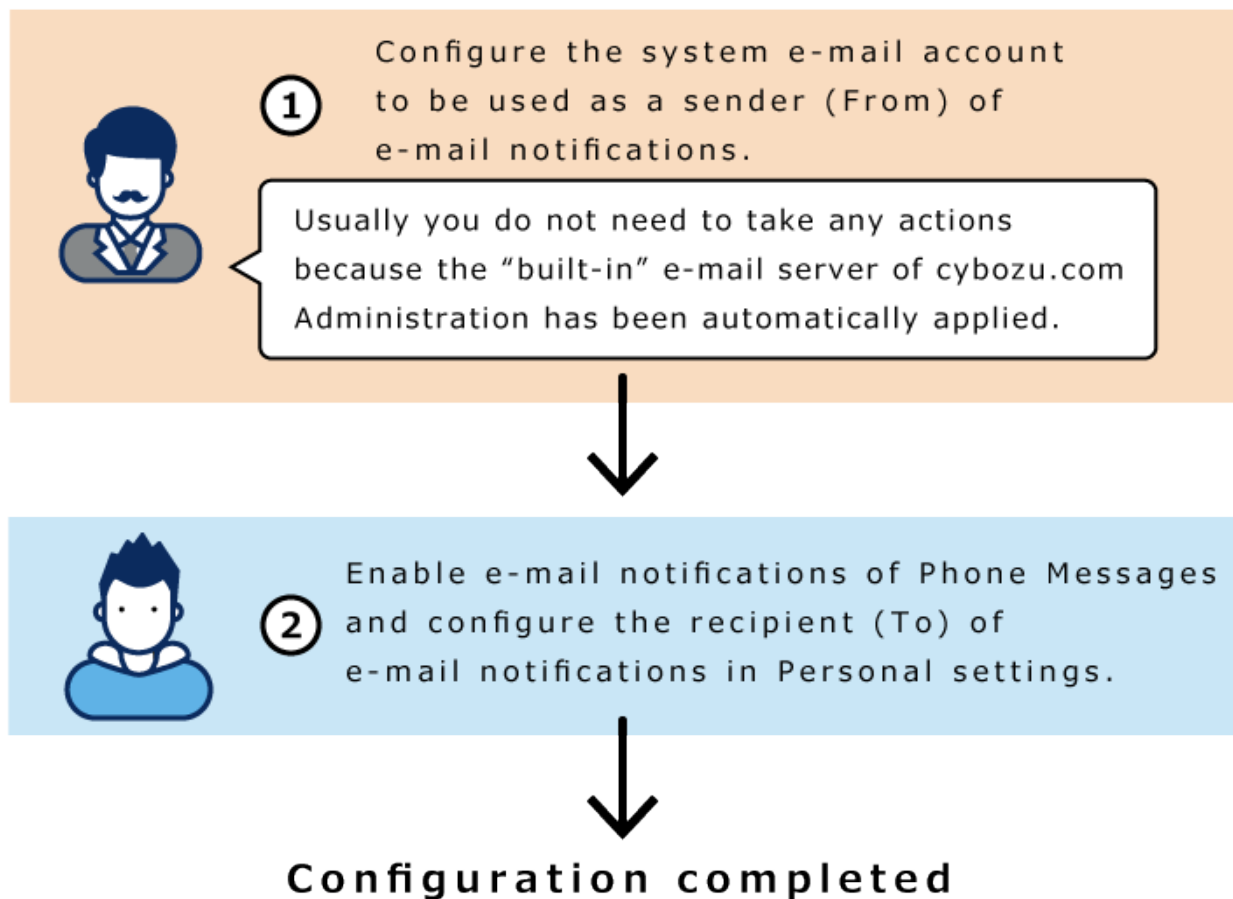 Configure the system e-mail account
1
to be used as a sender (From) of
e-mail notifications.
Usually you do not need to take any actions
because the “built-in” e-mail server of cybozu.com
Administration has been automatically applied.
Enable e-mail notifications of Phone Messages
2
and configure the recipient (To) of
e-mail notifications in Personal settings.
Configuration completed